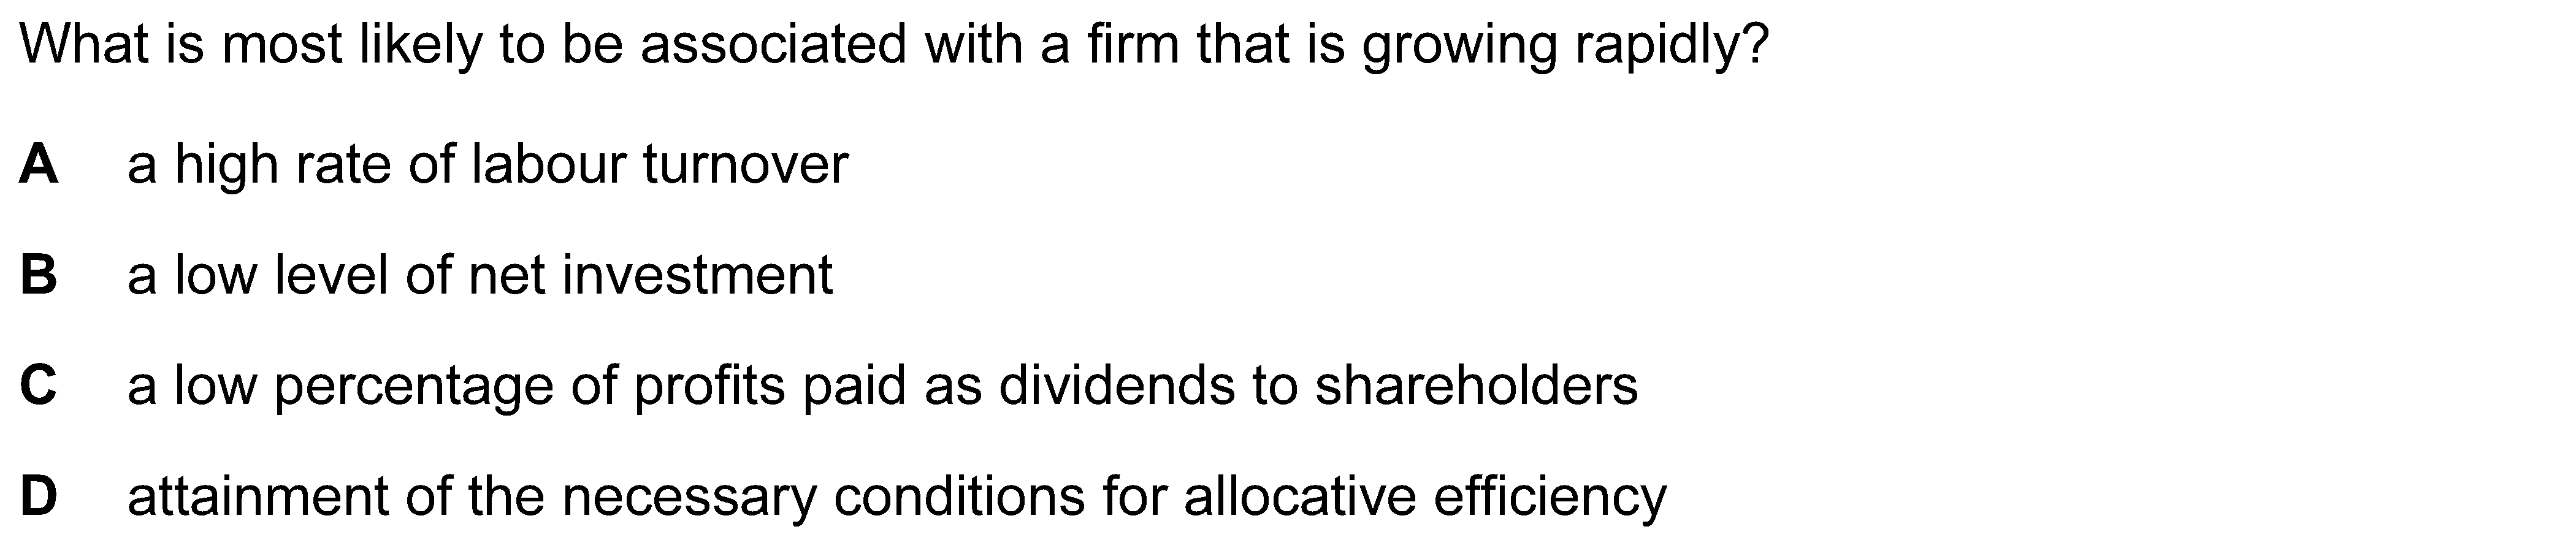 What is most likely to be associated with a firm that is growing rapidly?
A a high rate of labour turnover
B a low level of net investment
C a low percentage of profits paid as dividends to shareholders
D attainment of the necessary conditions for allocative efficiency